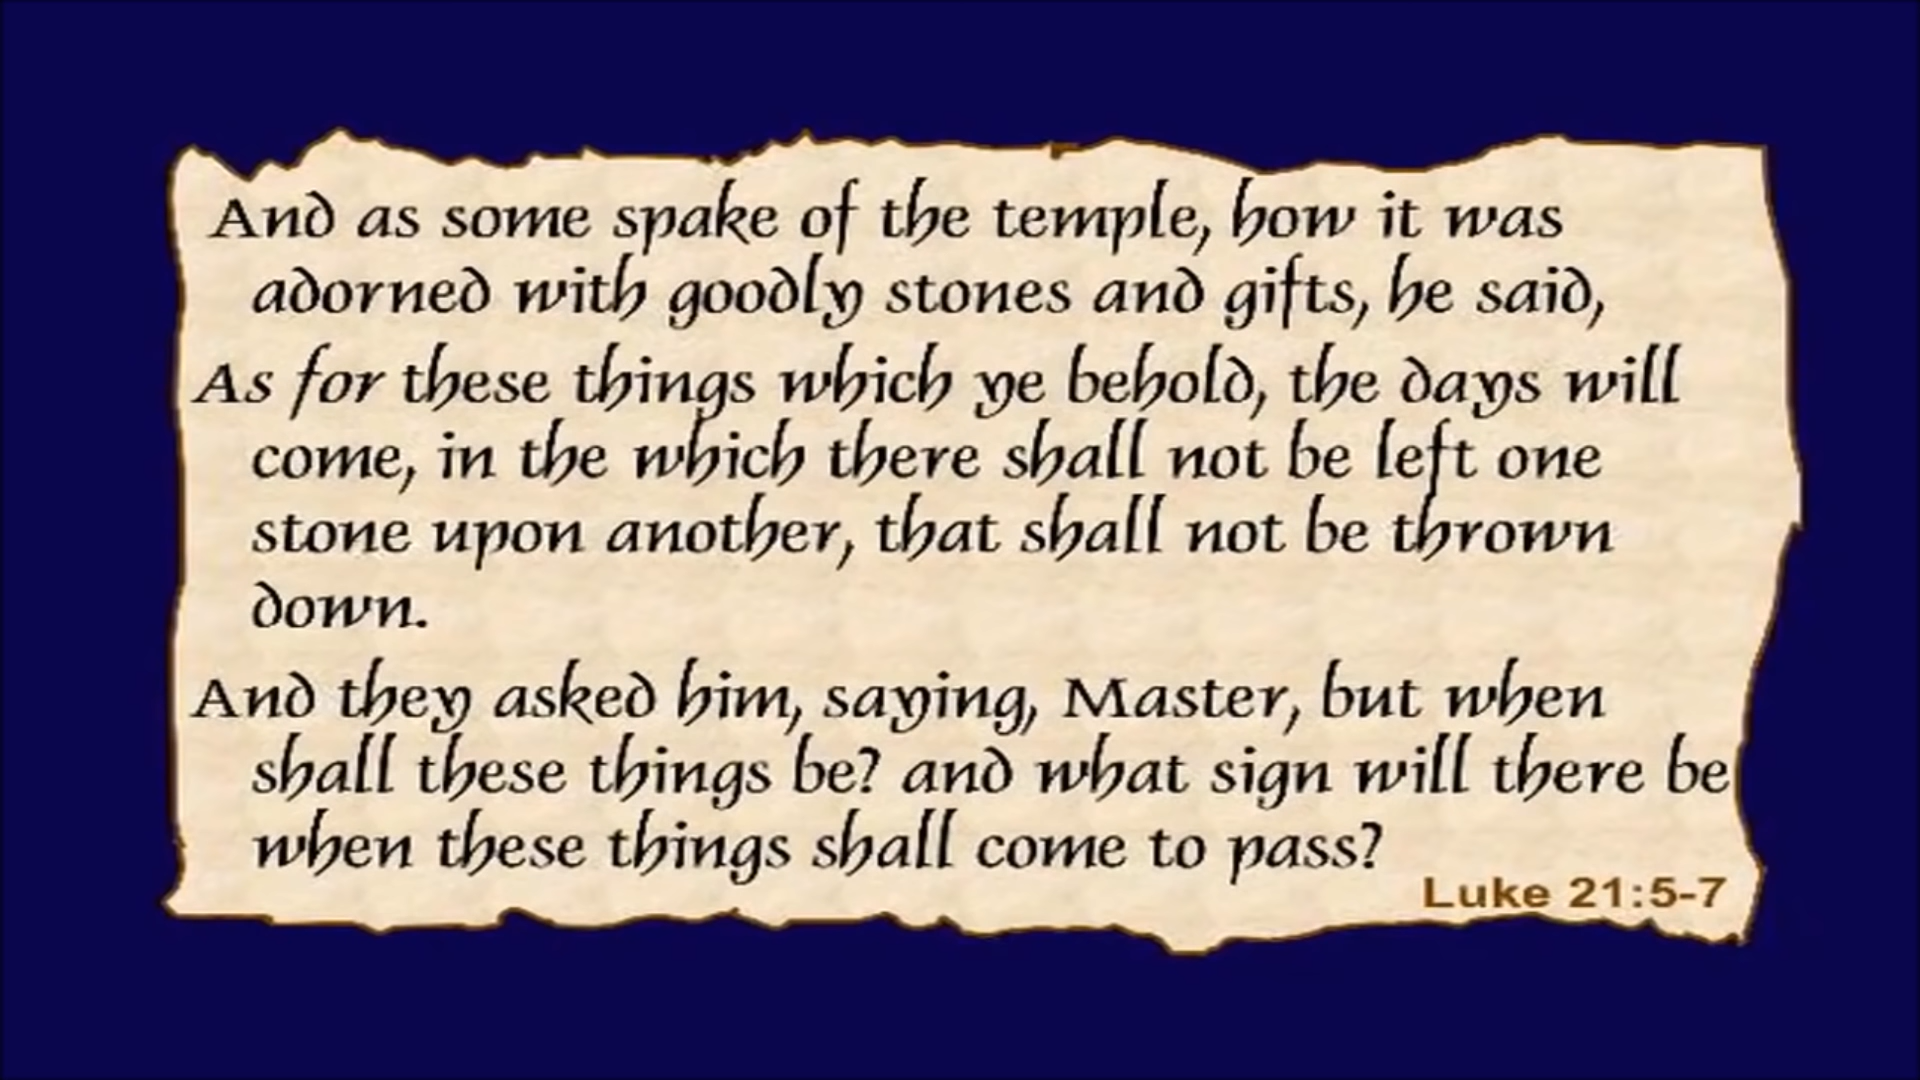 And as some spake of the temple, how it was
adorned with goodly stones and gifts, he said,
As for these things which ye behold, the days will
come, in the which there shall not be left one
stone upon another, that shall not be thrown
down.
And they asked him, saying, Master, but when
shall these things be? and what sign will there be
when these things shall come to pass?
Luke 21:5-7